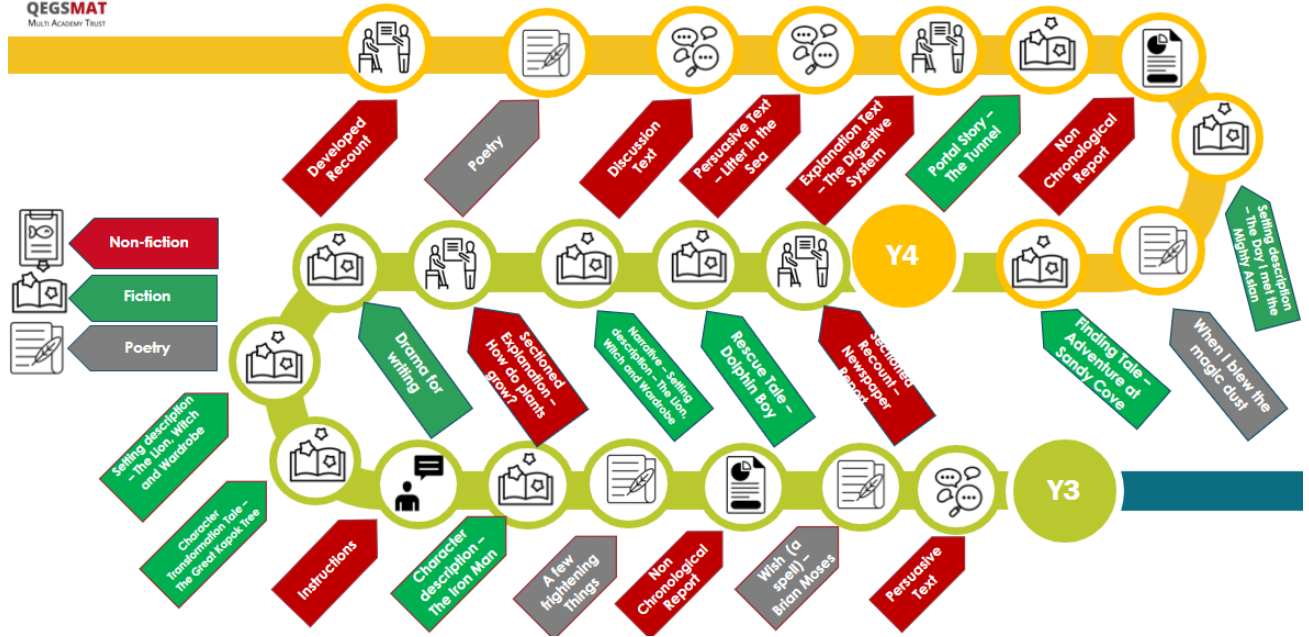 QEGSMAT
MULTI ACADEMY TRUST
Developed
Recount
Poetry
Discussion
Text
Persuasive Text
– Litter in the
Sea
Explanation Text
– The Digestive
System
Portal Story –
The Tunnel
Non
Chronological
Report
Setting description
– The Day I met the
Mighty Aslan
Non-fiction
Fiction
Poetry
Y4
Drama for
writing
Sectioned
Explanation –
How do plants
grow?
Narrative – Setting
description – The Lion,
Witch and Wardrobe
Rescue Tale –
Dolphin Boy
Sectioned
Recount –
Newspaper
Report
Finding Tale –
Adventure at
Sandy Cove
When I blew the
magic dust
Setting description
– The Lion, Witch
and Wardrobe
Y3
Character
Transformation Tale –
The Great Kapok Tree
Instructions
Character
description –
The Iron Man
A few
frightening
Things
Non
Chronological
Report
Wish (a
spell) –
Brian Moses
Persuasive
Text